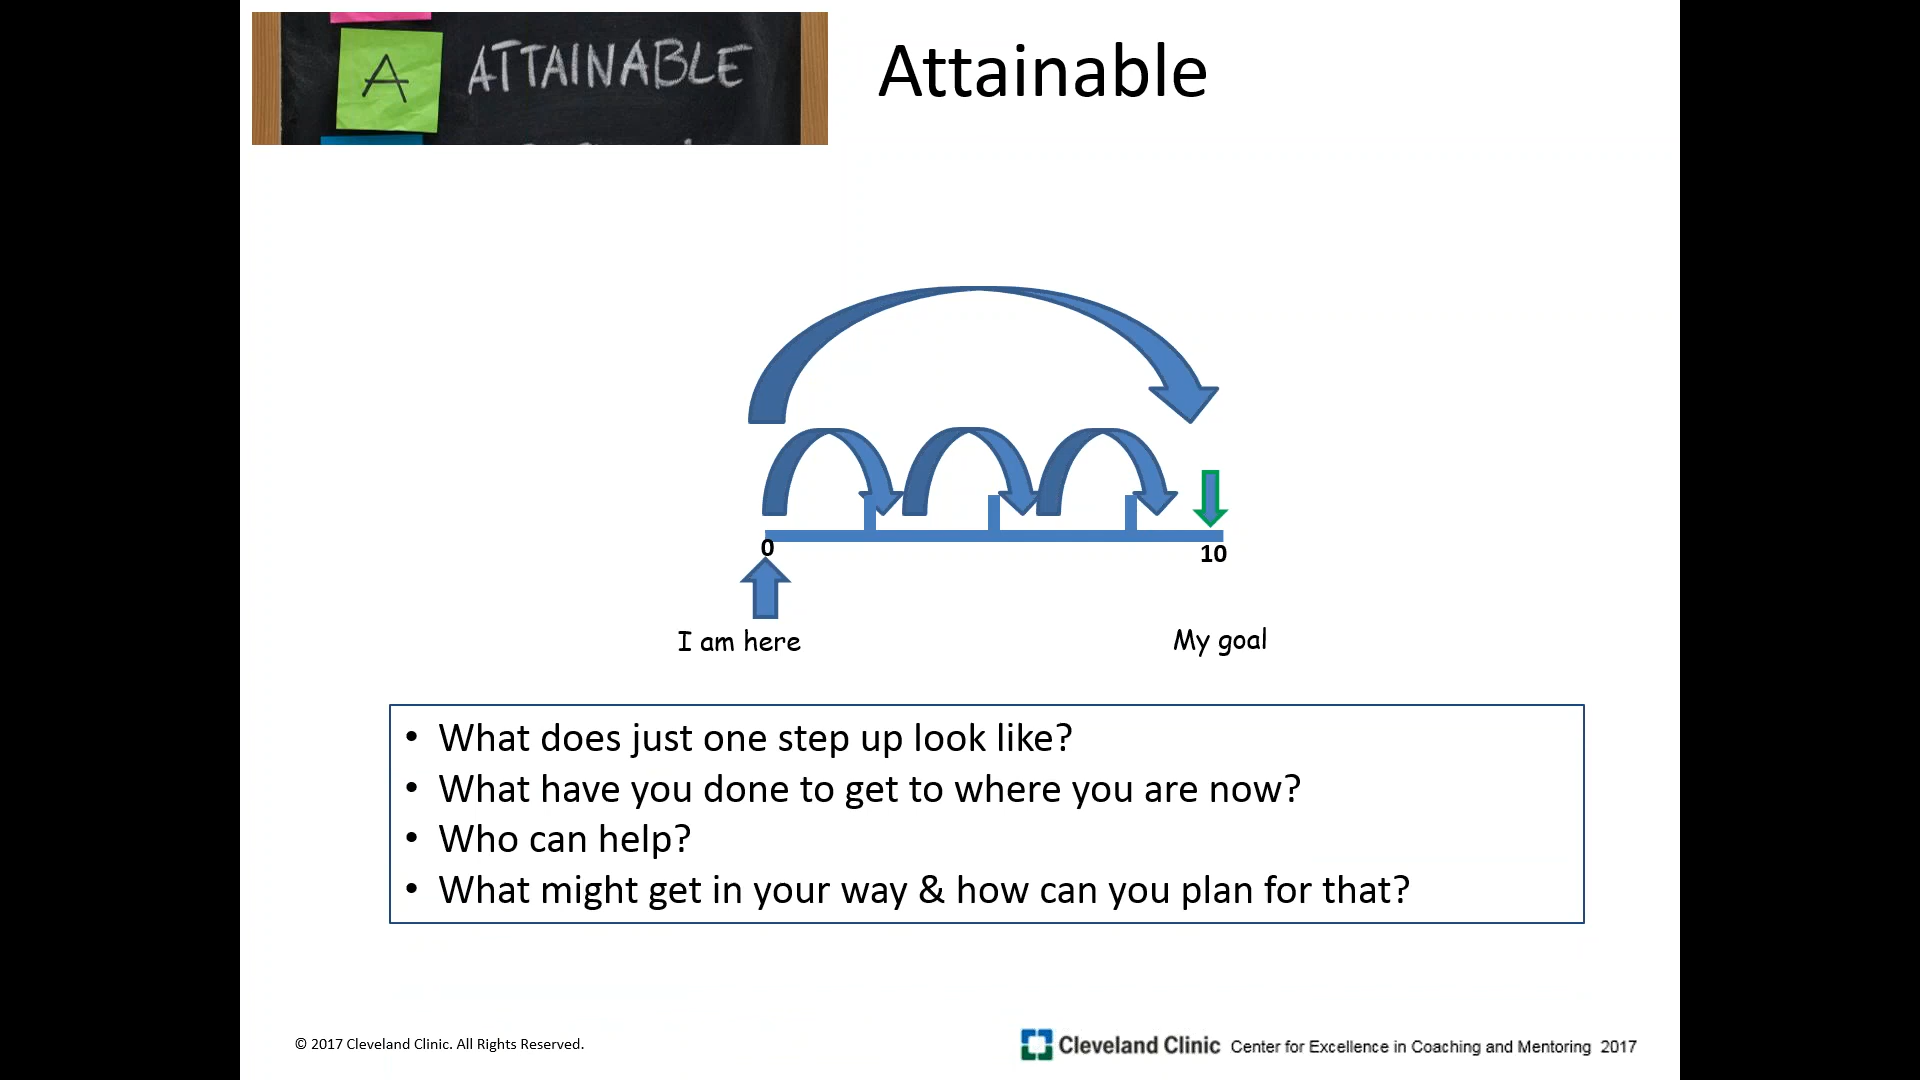 A ATTAINABLE
Attainable
0
10
I am here
My goal
• What does just one step up look like?
• What have you done to get to where you are now?
• Who can help?
• What might get in your way & how can you plan for that?
© 2017 Cleveland Clinic. All Rights Reserved.
Cleveland Clinic Center for Excellence in Coaching and Mentoring 2017